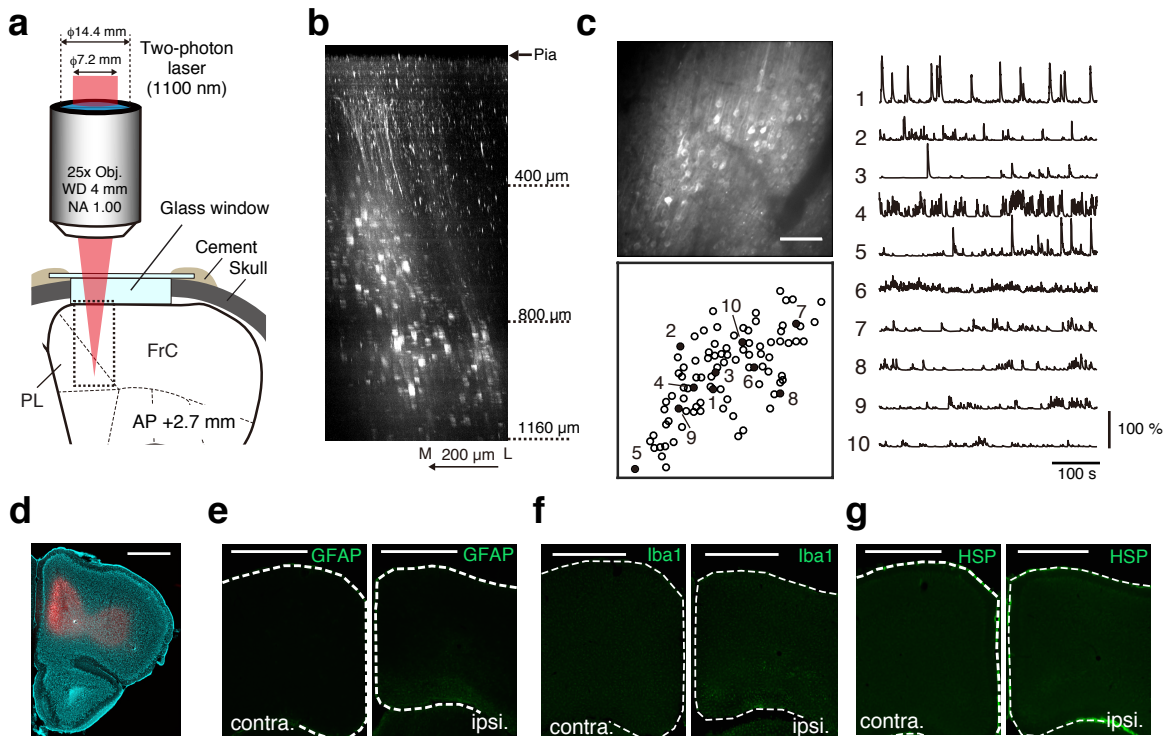 a
ϕ14.4 mm
ϕ7.2 mm
Two-photon
laser
(1100 nm)
25x Obj.
WD 4 mm
NA 1.00
Glass window
Cement
Skull
FrC
PL
AP +2.7 mm
b
Pia
400 µm
800 µm
1160 µm
M 200 µm L
c
10
7
2
4
3
6
1
8
9
5
1
2
3
4
5
6
7
8
9
10
100 %
100 s
d
e
GFAP
GFAP
contra.
ipsi.
f
Iba1
Iba1
contra.
ipsi.
g
HSP
HSP
contra.
ipsi.